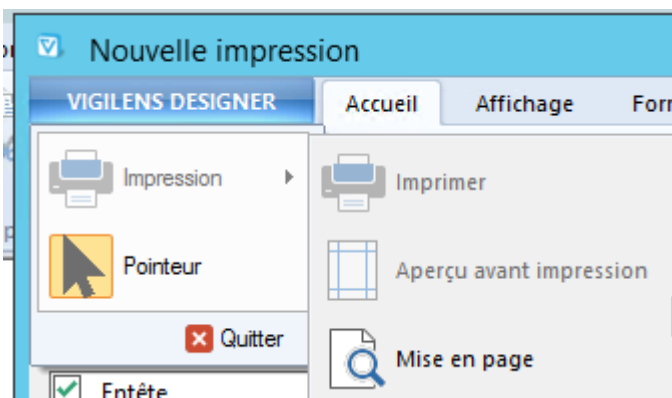 Nouvelle impression
VIGILENS DESIGNER Accueil Affichage
Impression Imprimer
Pointeur Aperçu avant impression
Quitter Mise en page
Entête